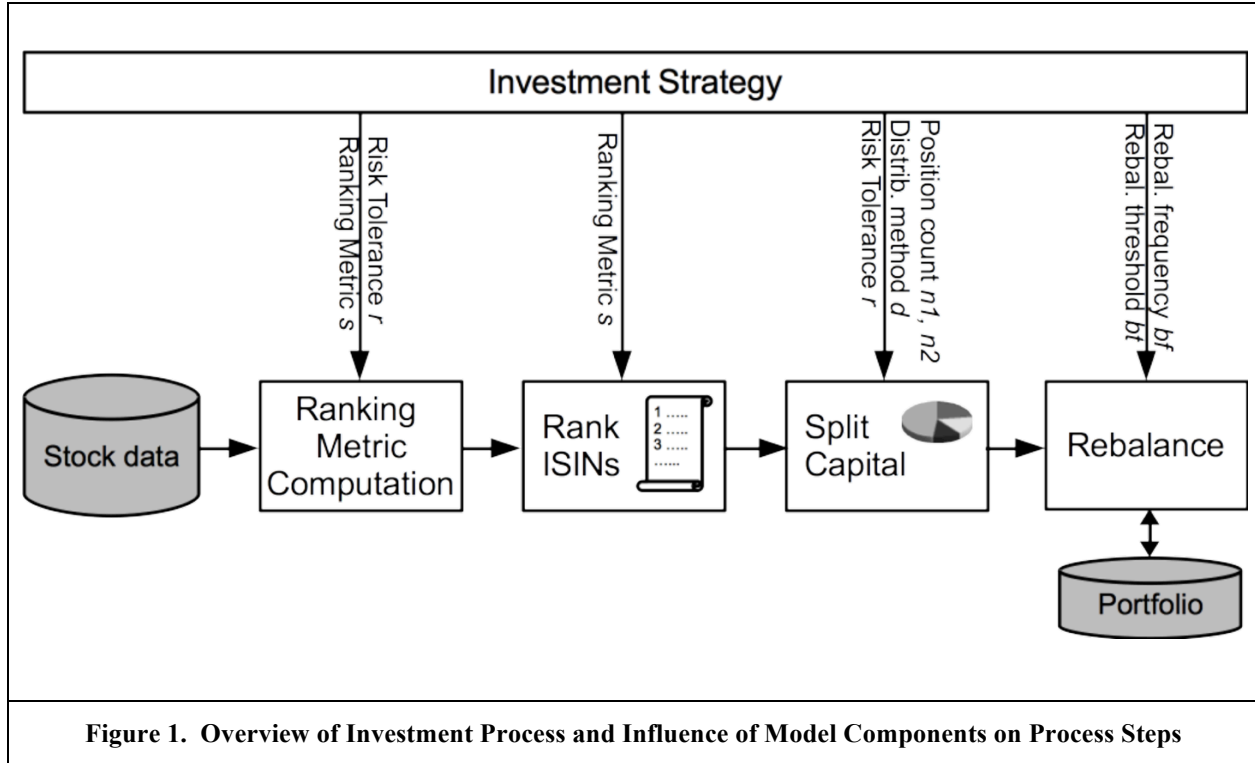 Investment Strategy
Risk Tolerance r
Ranking Metric s
Ranking Metric s
Position count n1, n2
Distrib. method d
Risk Tolerance r
Rebal. frequency bf
Rebal. threshold bt
Stock data
Ranking
Metric
Computation
Rank
ISINs
1 .....
2 .....
3 .....
......
Split
Capital
Rebalance
Portfolio
Figure 1. Overview of Investment Process and Influence of Model Components on Process Steps